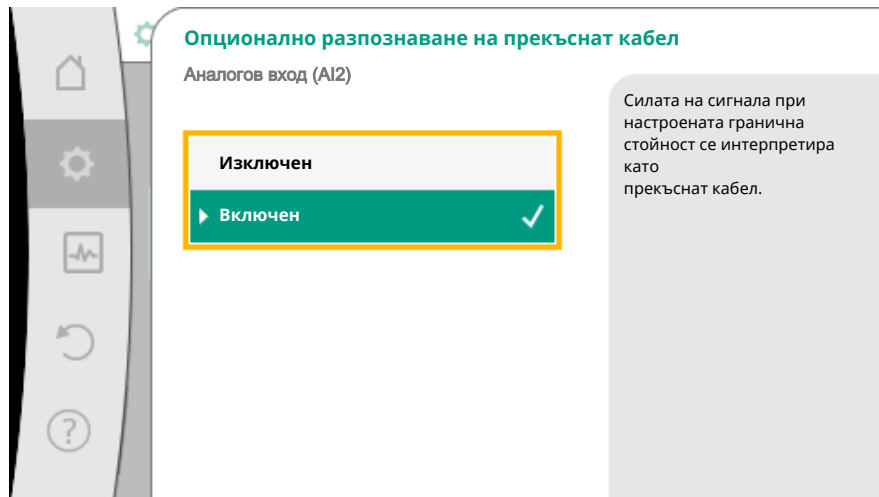 Опционално разпознаване на прекъснат кабел
Аналогов вход (AI2)
Изключен
Включен
Силата на сигнала при
настроената гранична
стойност се интерпретира
като
прекъснат кабел.
?